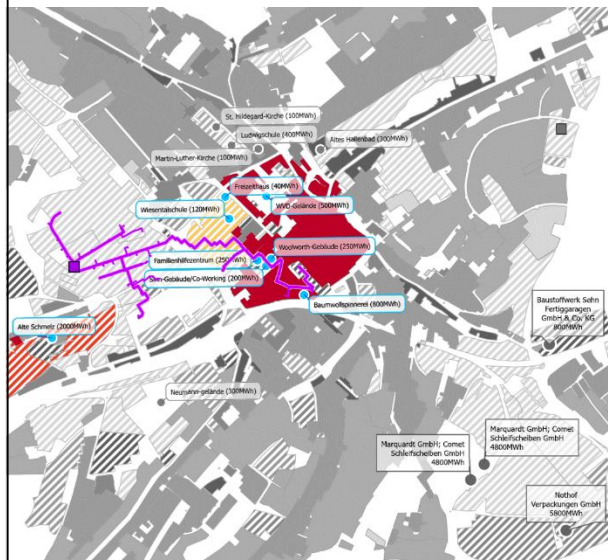 St. Hildegard-Kirche (100MWh)
Ludwigschule (400MWh)
Altes Hallenbad (300MWh)
Martin-Luther-Kirche (100MWh)
Freizeithaus (40MWh)
Wiesentalschule (120MWh)
WVD-Gelände (500MWh)
Woolworth-Gebäude (250MWh)
Familienhilfezentrum (250MWh)
-Gebäude/Co-Working (200MWh)
Baumwollspinnerei (800MWh)
Alte Schmelz (2000MWh)
Baustoffwerk Sehn
Fertiggaragen
GmbH & Co. KG
800MWh
Neumann-gelände (300MWh)
Marquardt GmbH; Comet
Schleifscheiben GmbH
4800MWh
Marquardt GmbH; Comet
Schleifscheiben GmbH
4800MWh
Nothof
Verpackungen GmbH
5800MWh